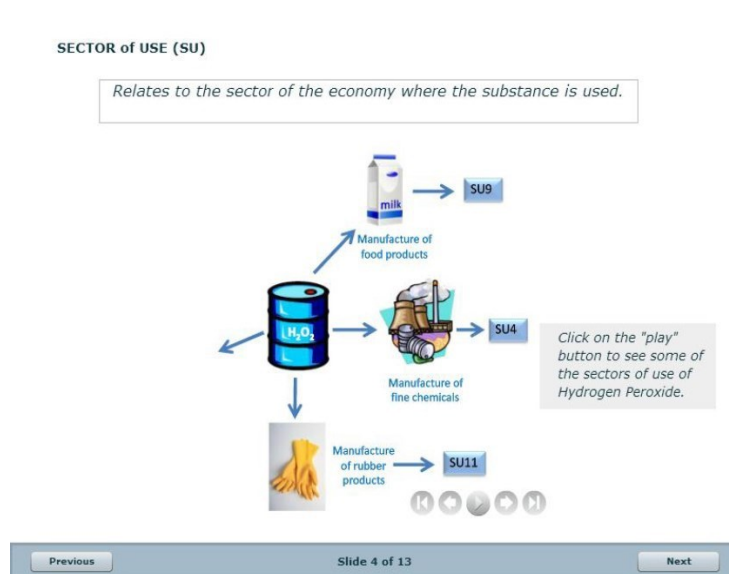 SECTOR of USE (SU)
Relates to the sector of the economy where the substance is used.
milk
SU9
Manufacture of
food products
H₂O₂
SU4
Manufacture of
fine chemicals
Click on the "play"
button to see some of
the sectors of use of
Hydrogen Peroxide.
Manufacture
of rubber
products
SU11
Previous
Slide 4 of 13
Next